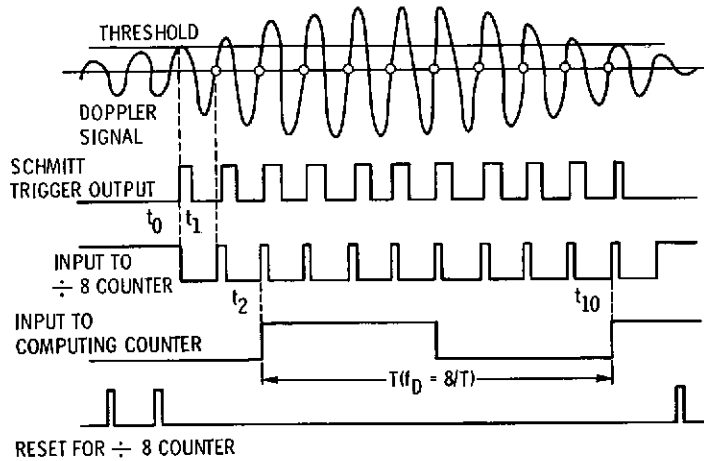 THRESHOLD
DOPPLER
SIGNAL
SCHMITT
TRIGGER OUTPUT
t0 t1
INPUT TO
÷ 8 COUNTER
t2 t10
INPUT TO
COMPUTING COUNTER
T(fD = 8/T)
RESET FOR ÷ 8 COUNTER